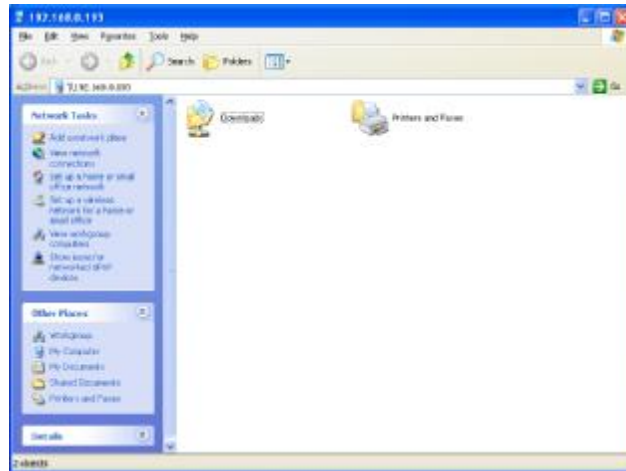 192.168.0.193
File Edit View Favorites Tools Help
Back Search Folders
Address Go
Network Tasks
Add a network place
View network
connections
Set up a home or small
office network
Set up a wireless
network for a home or
small office
View workgroup
computers
Show icons for
networked UPnP
devices
Other Places
Workgroup
My Computer
My Documents
Shared Documents
Printers and Faxes
Details
Downloads
Printers and Faxes
2 objects